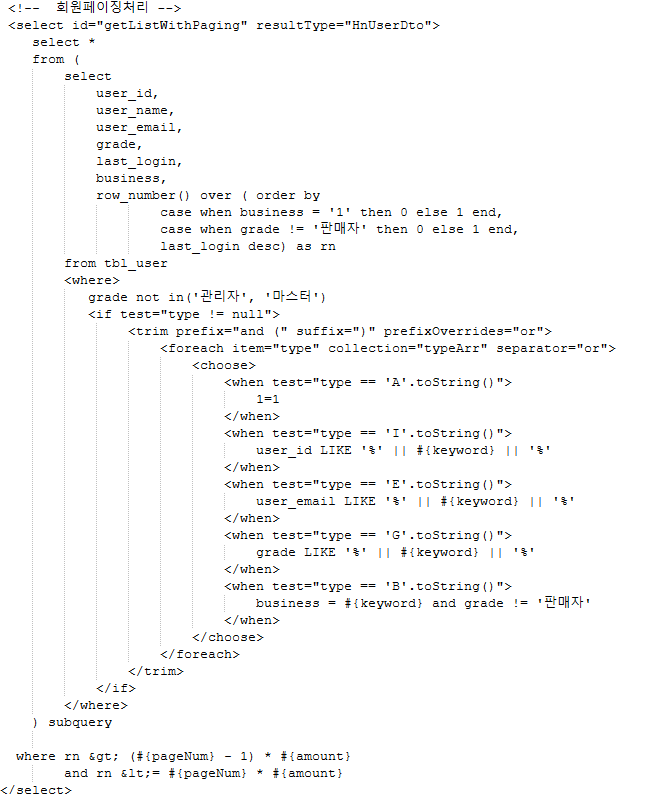 <!--  회원페이징처리 -->
<select id="getListWithPaging" resultType="HnUserDto">
select *
from (
select
user_id,
user_name,
user_email,
grade,
last_login,
business,
row_number() over ( order by
case when business = '1' then 0 else 1 end,
case when grade != '판매자' then 0 else 1 end,
last_login desc) as rn
from tbl_user
<where>
grade not in('관리자', '마스터')
<if test="type != null">
<trim prefix="and (" suffix=")" prefixOverrides="or">
<foreach item="type" collection="typeArr" separator="or">
<choose>
<when test="type == 'A'.toString()">
1=1
</when>
<when test="type == 'I'.toString()">
user_id LIKE '%' || #{keyword} || '%'
</when>
<when test="type == 'E'.toString()">
user_email LIKE '%' || #{keyword} || '%'
</when>
<when test="type == 'G'.toString()">
grade LIKE '%' || #{keyword} || '%'
</when>
<when test="type == 'B'.toString()">
business = #{keyword} and grade != '판매자'
</when>
</choose>
</foreach>
</trim>
</if>
</where>
) subquery
where rn &gt; (#{pageNum} - 1) * #{amount}
and rn &lt;= #{pageNum} * #{amount}
</select>